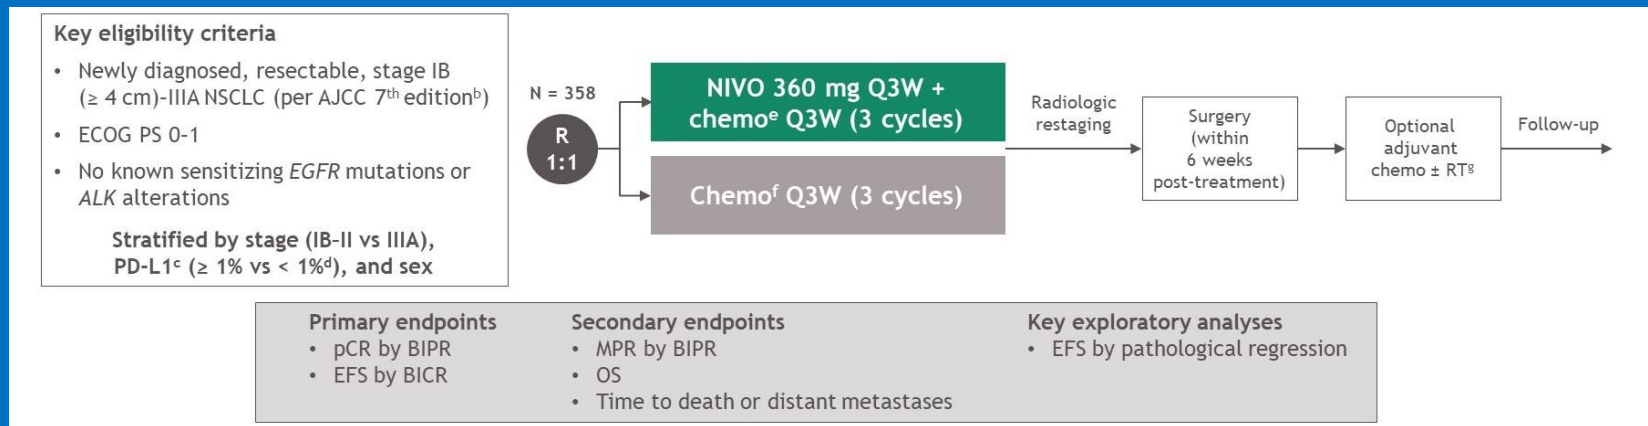 Key eligibility criteria
• Newly diagnosed, resectable, stage IB
(≥ 4 cm)–IIIA NSCLC (per AJCC 7th editionᵇ)
• ECOG PS 0–1
• No known sensitizing EGFR mutations or
ALK alterations
Stratified by stage (IB–II vs IIIA),
PD-L1ᶜ (≥ 1% vs < 1%ᵈ), and sex
N = 358
R
1:1
NIVO 360 mg Q3W +
chemoᵉ Q3W (3 cycles)
Chemoᶠ Q3W (3 cycles)
Radiologic
restaging
Surgery
(within
6 weeks
post-treatment)
Optional
adjuvant
chemo ± RTᵍ
Follow-up
Primary endpoints
• pCR by BIPR
• EFS by BICR
Secondary endpoints
• MPR by BIPR
• OS
• Time to death or distant metastases
Key exploratory analyses
• EFS by pathological regression